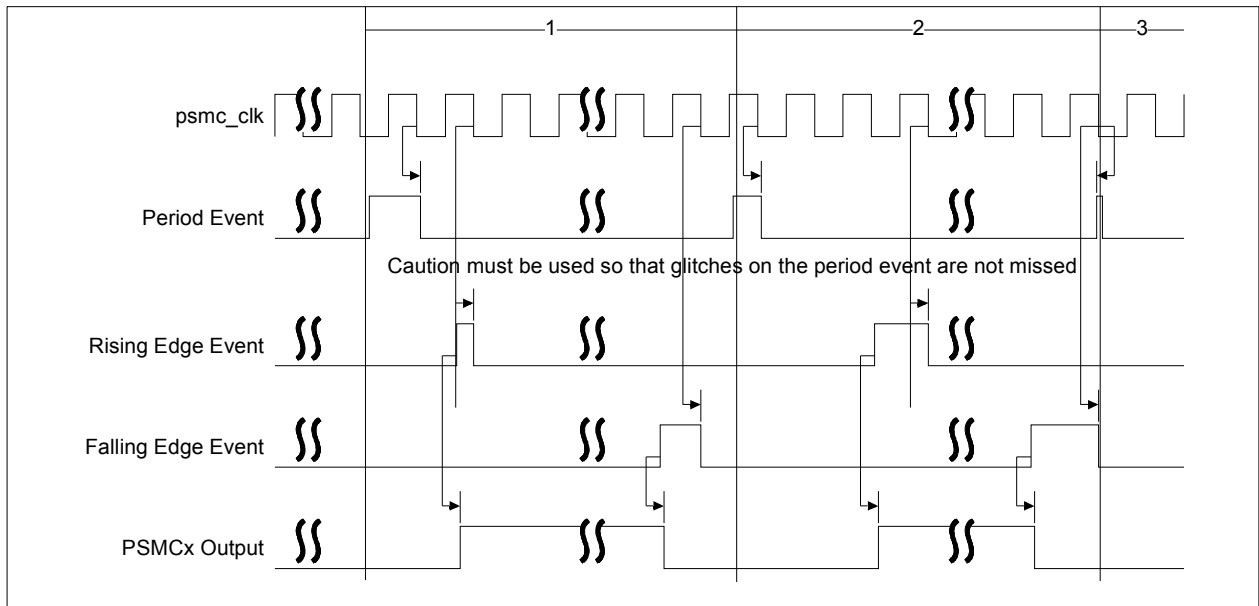 1
2
3
psmc_clk
Period Event
Caution must be used so that glitches on the period event are not missed
Rising Edge Event
Falling Edge Event
PSMCx Output